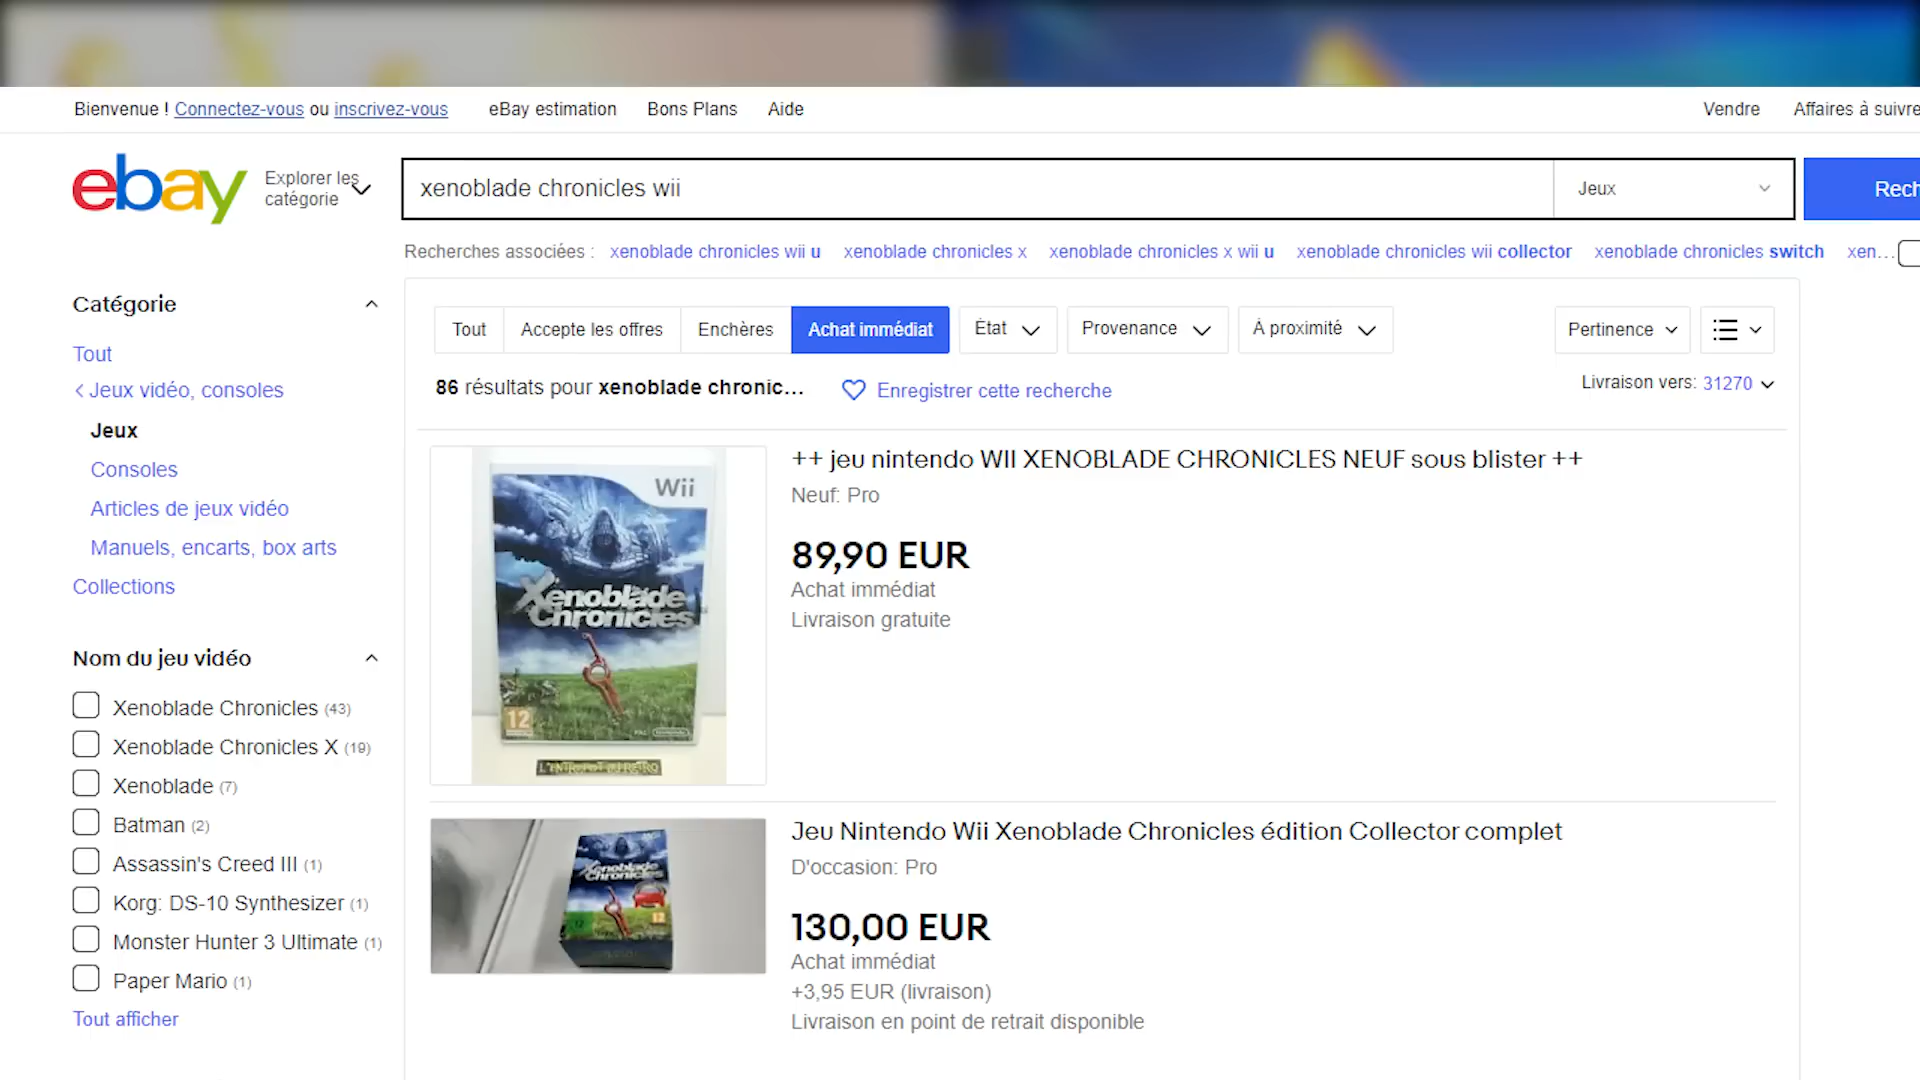 Bienvenue ! Connectez-vous ou inscrivez-vous eBay estimation Bons Plans Aide Vendre Affaires à suivre
ebay Explorer les catégorie xenoblade chronicles wii Jeux Rech
Recherches associées : xenoblade chronicles wii u xenoblade chronicles x xenoblade chronicles x wii u xenoblade chronicles wii collector xenoblade chronicles switch xen...
Catégorie
Tout
Jeux vidéo, consoles
Jeux
Consoles
Articles de jeux vidéo
Manuels, encarts, box arts
Collections
Nom du jeu vidéo
Xenoblade Chronicles (43)
Xenoblade Chronicles X (19)
Xenoblade (7)
Batman (2)
Assassin's Creed III (1)
Korg: DS-10 Synthesizer (1)
Monster Hunter 3 Ultimate (1)
Paper Mario (1)
Tout afficher
Tout Accepte les offres Enchères Achat immédiat État Provenance À proximité Pertinence
86 résultats pour xenoblade chronic... Enregistrer cette recherche Livraison vers: 31270
Wii
Xenoblade
Chronicles
12
L'ENTREPOT DU RETRO
++ jeu nintendo WII XENOBLADE CHRONICLES NEUF sous blister ++
Neuf: Pro
89,90 EUR
Achat immédiat
Livraison gratuite
Xenoblade
Chronicles
12
Jeu Nintendo Wii Xenoblade Chronicles édition Collector complet
D'occasion: Pro
130,00 EUR
Achat immédiat
+3,95 EUR (livraison)
Livraison en point de retrait disponible